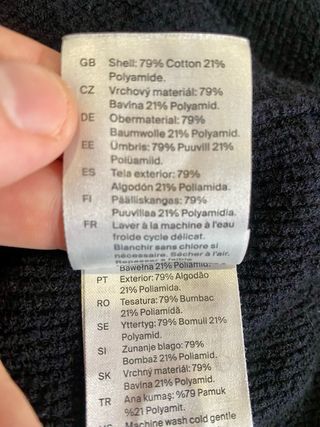 GB Shell: 79% Cotton 21%
Polyamide.
CZ Vrchový materiál: 79%
Bavlna 21% Polyamid.
DE Obermaterial: 79%
Baumwolle 21% Polyamid.
EE Ümbris: 79% Puuvill 21%
Polüamiid.
ES Tela exterior: 79%
Algodón 21% Poliamida.
FI Päälliskangas: 79%
Puuvillaa 21% Polyamidia.
FR Laver à la machine à l'eau
froide cycle délicat.
Blanchir sans chlore si
nécessaire. Sécher à l'air.
Repasser à
Bawełna 21% Poliamid.
PT Exterior: 79% Algodão
21% Poliamida.
RO Tesatura: 79% Bumbac
21% Poliamidă.
SE Yttertyg: 79% Bomull 21%
Polyamid.
SI Zunanje blago: 79%
Bombaž 21% Poliamid.
SK Vrchný materiál: 79%
Bavlna 21% Polyamid.
TR Ana kumaş: %79 Pamuk
%21 Polyamit.
Machine wash cold gentle